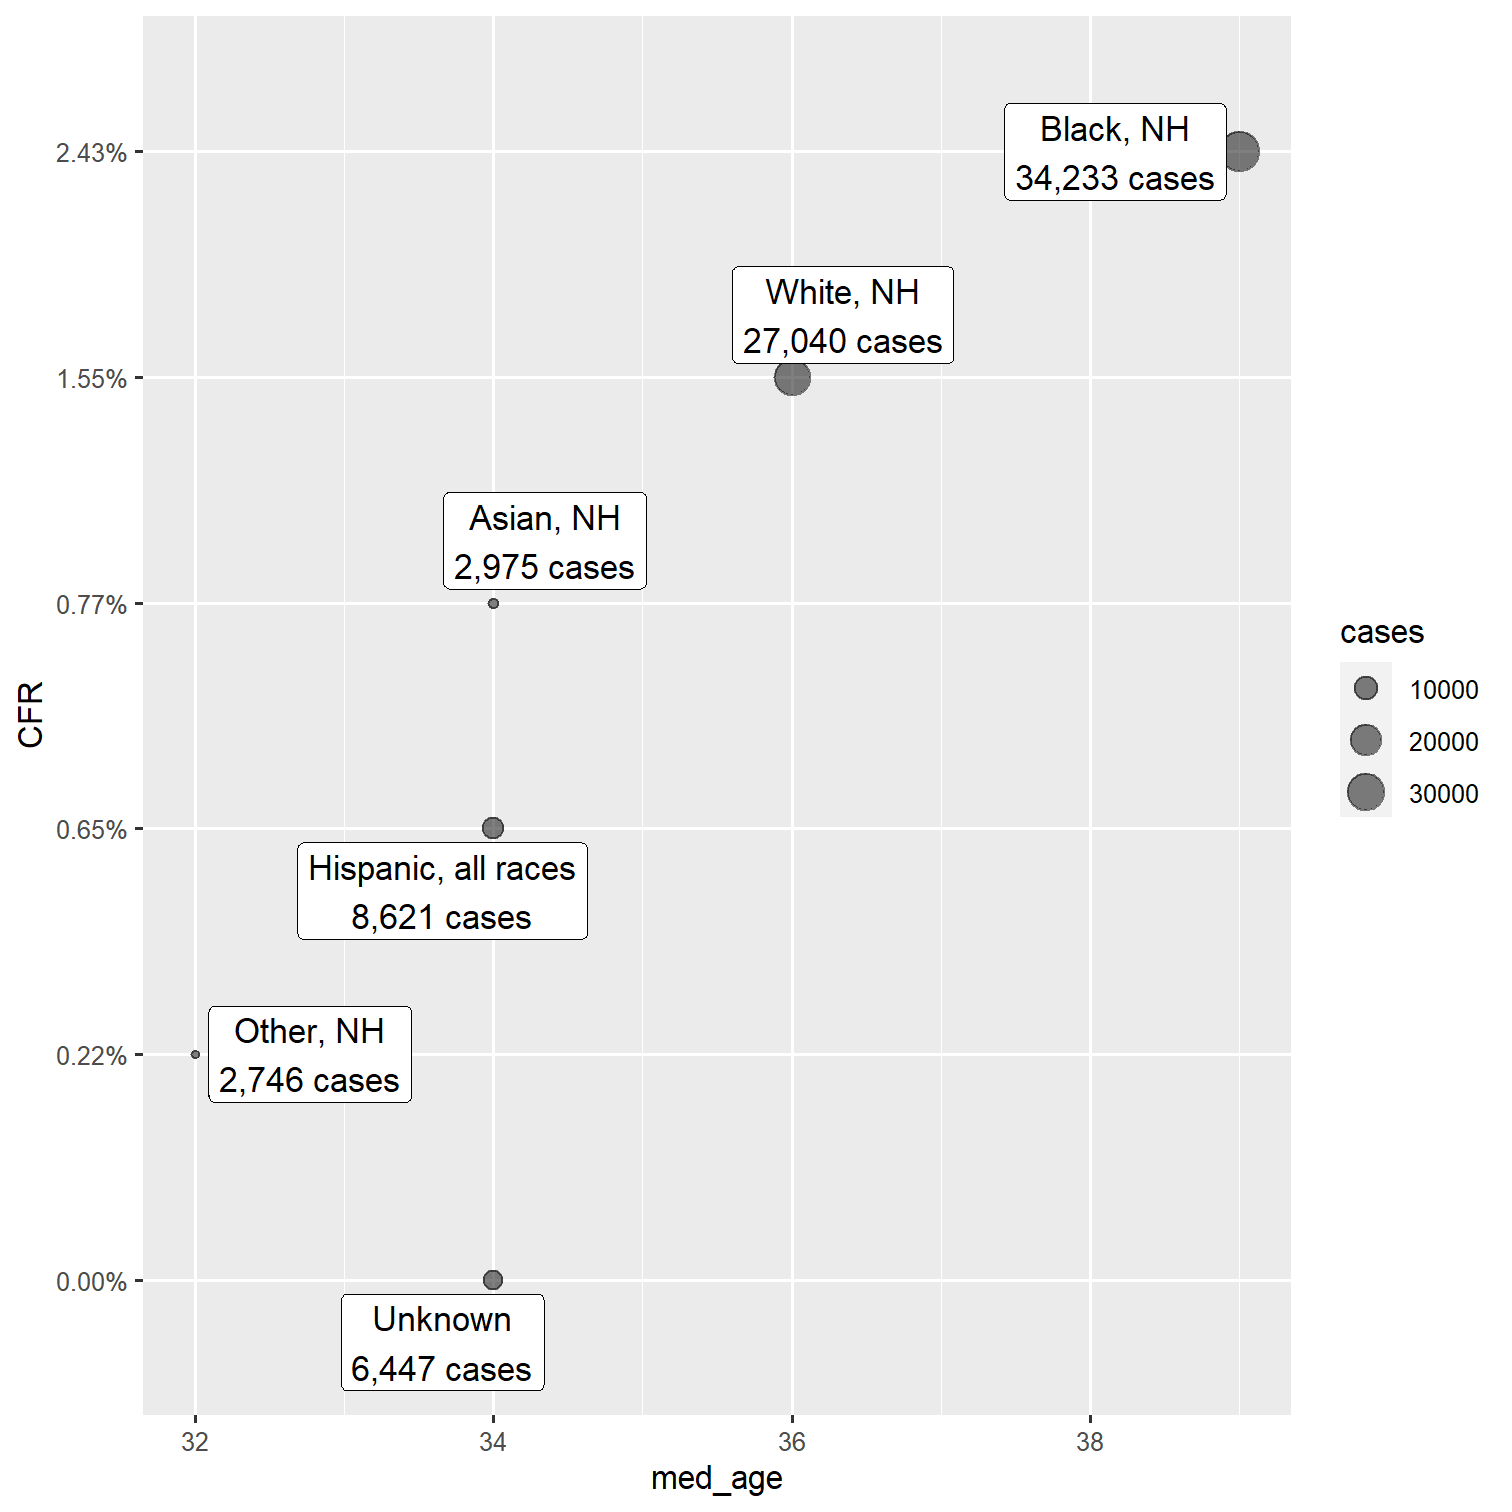 Black, NH
34,233 cases
2.43%
White, NH
27,040 cases
1.55%
Asian, NH
2,975 cases
0.77%
cases
10000
20000
30000
CFR
0.65%
Hispanic, all races
8,621 cases
Other, NH
2,746 cases
0.22%
0.00%
Unknown
6,447 cases
32
34
36
38
med_age